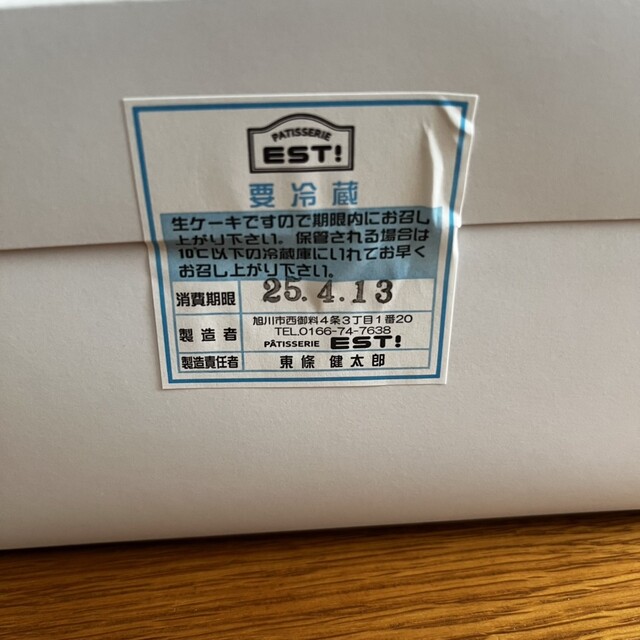 PATISSERIE
EST!
要冷蔵
生ケーキですので期限内にお召し
上がり下さい。保管される場合は
10℃以下の冷蔵庫にいれてお早く
お召し上がり下さい。
消費期限 25.4.13
製造者 旭川市西御料4条3丁目1番20
TEL.0166-74-7638
PÂTISSERIE EST!
製造責任者 東條 健太郎